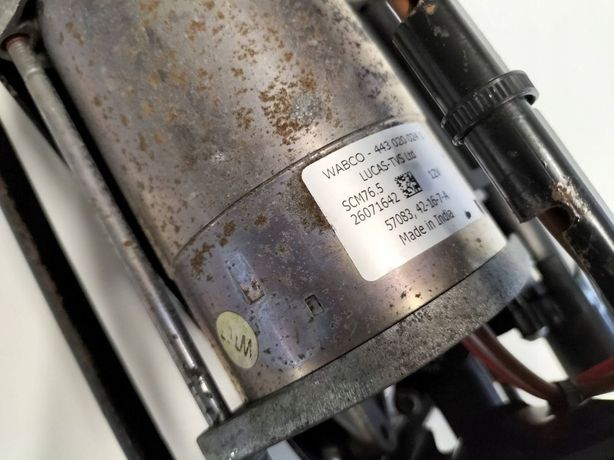 WABCO - 443 020 024
LUCAS-TVS Ltd
SCM76.5
12V
26071642
57083, 42-16-7-A
Made in India